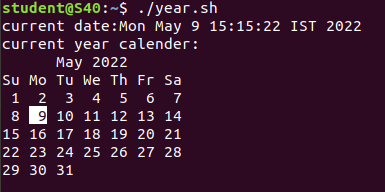 student@S40:~$ ./year.sh
current date:Mon May 9 15:15:22 IST 2022
current year calender:
      May 2022
Su Mo Tu We Th Fr Sa
 1  2  3  4  5  6  7
 8  9 10 11 12 13 14
15 16 17 18 19 20 21
22 23 24 25 26 27 28
29 30 31